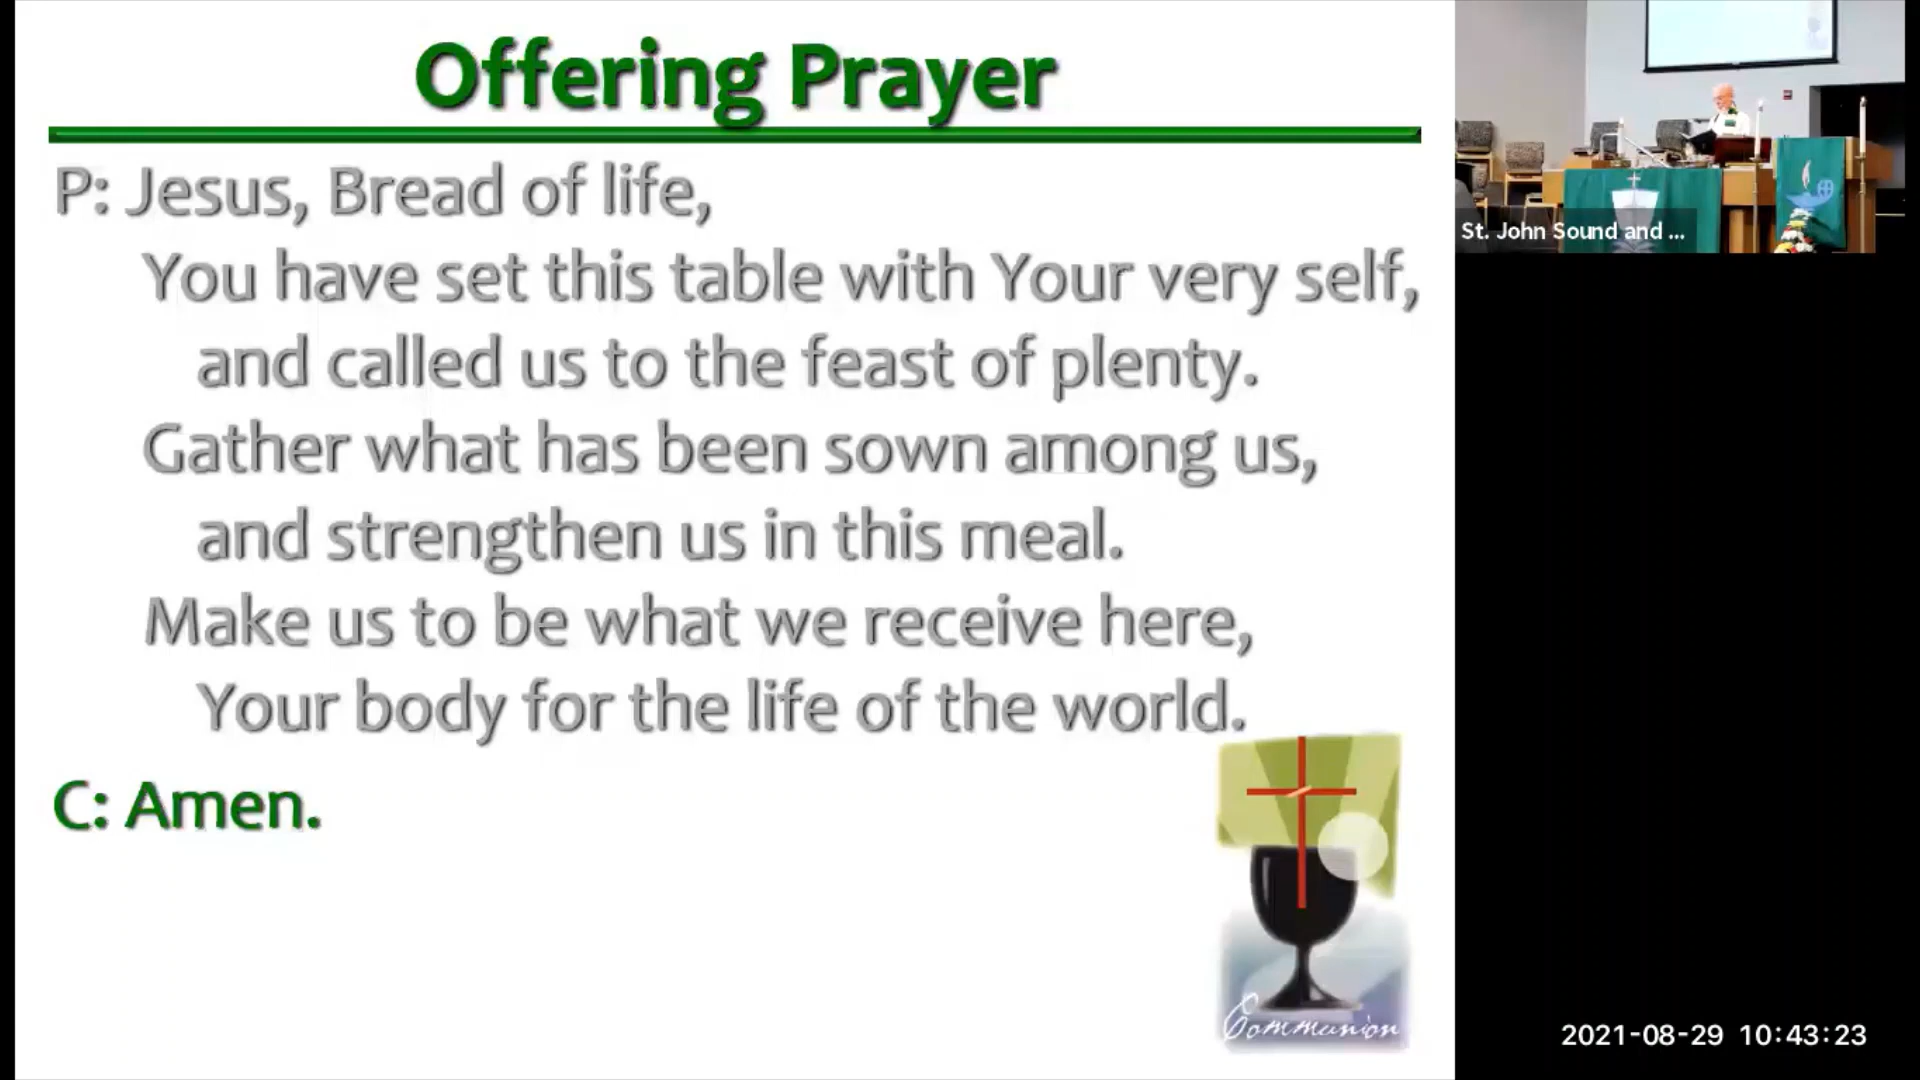 Offering Prayer
P: Jesus, Bread of life,
You have set this table with Your very self,
and called us to the feast of plenty.
Gather what has been sown among us,
and strengthen us in this meal.
Make us to be what we receive here,
Your body for the life of the world.
C: Amen.
Communion
St. John Sound and ...
2021-08-29 10:43:23